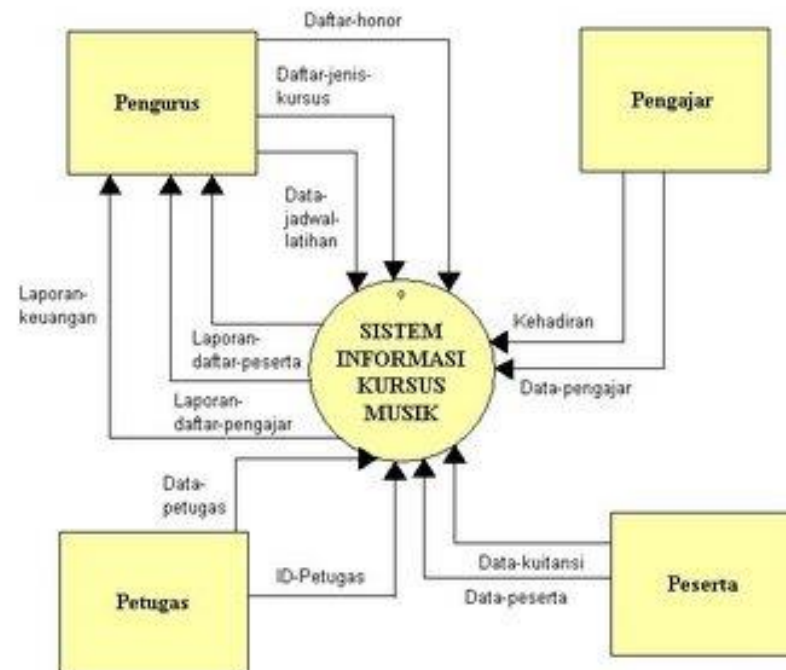 Daftar-honor
Pengurus
Daftar-jenis-
kursus
Pengajar
Data-
jadwal-
latihan
Laporan-
keuangan
0
SISTEM
INFORMASI
KURSUS
MUSIK
Kehadiran
Laporan-
daftar-peserta
Data-pengajar
Laporan-
daftar-pengajar
Data-
petugas
ID-Petugas
Petugas
Data-kuitansi
Data-peserta
Peserta